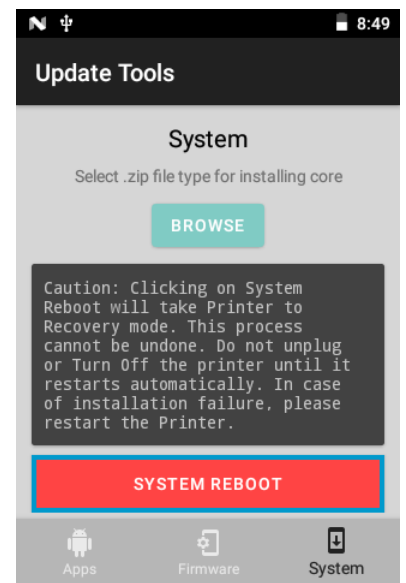 8:49
Update Tools
System
Select .zip file type for installing core
BROWSE
Caution: Clicking on System
Reboot will take Printer to
Recovery mode. This process
cannot be undone. Do not unplug
or Turn Off the printer until it
restarts automatically. In case
of installation failure, please
restart the Printer.
SYSTEM REBOOT
Apps Firmware System